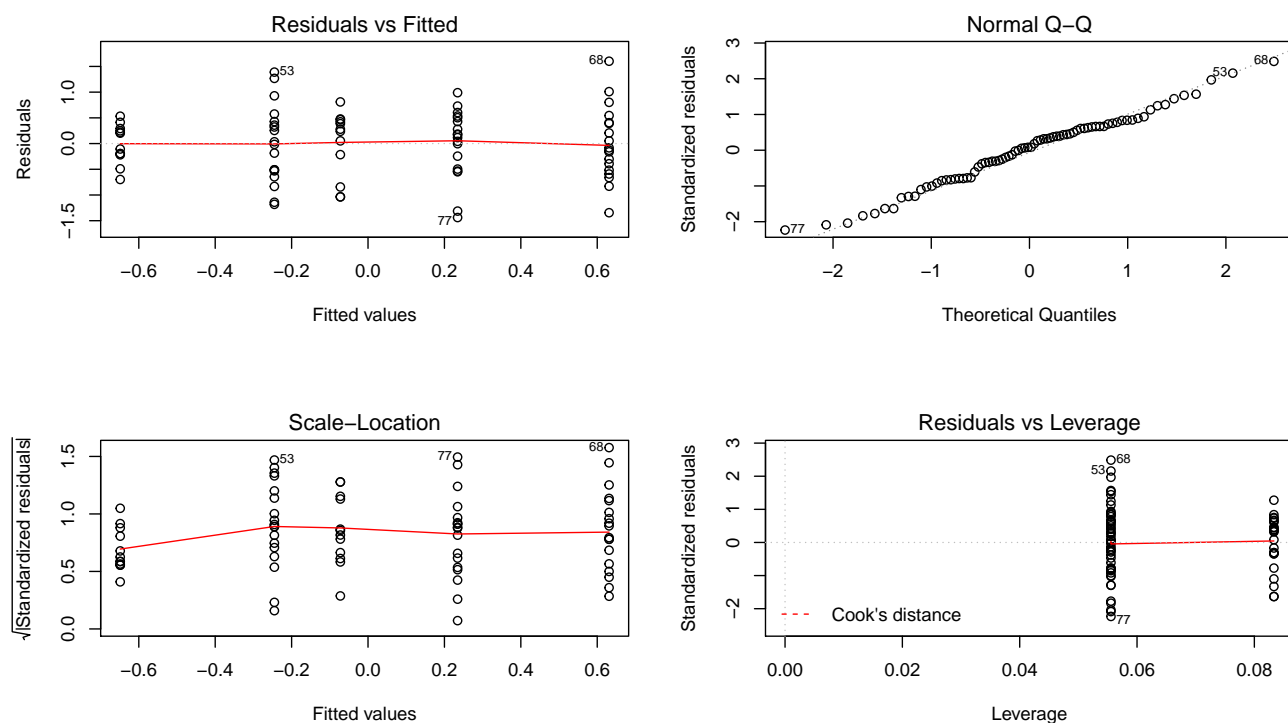 Residuals vs Fitted
Residuals
−1.5 0.0 1.0
53
68
77
−0.6 −0.4 −0.2 0.0 0.2 0.4 0.6
Fitted values
Normal Q−Q
Standardized residuals
−2 −1 0 1 2 3
77
53
68
−2 −1 0 1 2
Theoretical Quantiles
Scale−Location
√|Standardized residuals|
0.0 0.5 1.0 1.5
53
77
68
−0.6 −0.4 −0.2 0.0 0.2 0.4 0.6
Fitted values
Residuals vs Leverage
Standardized residuals
−2 0 1 2 3
53
68
77
Cook's distance
0.00 0.02 0.04 0.06 0.08
Leverage